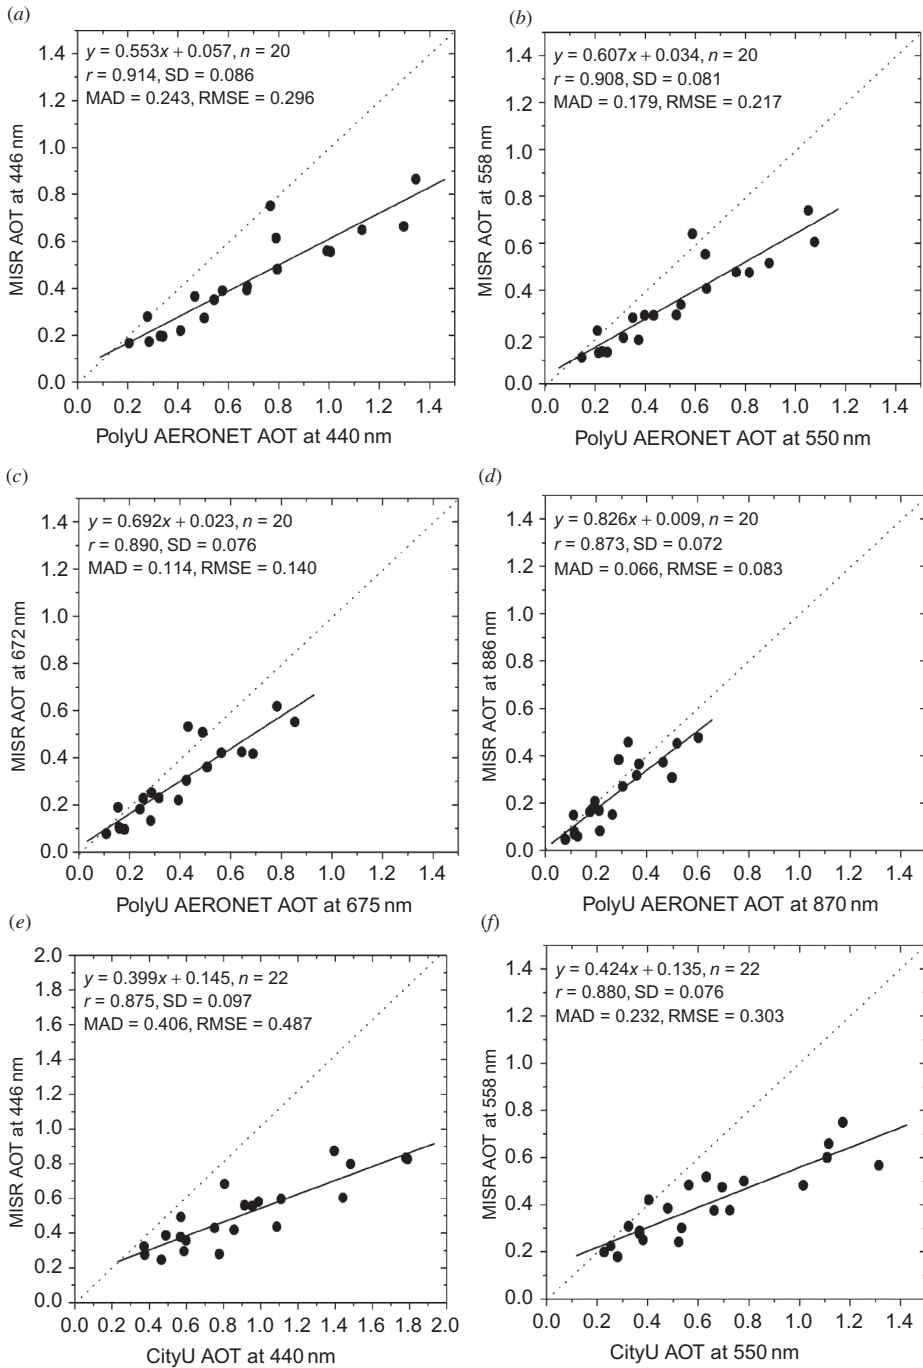 (a)
y = 0.553x + 0.057, n = 20
r = 0.914, SD = 0.086
MAD = 0.243, RMSE = 0.296
MISR AOT at 446 nm
1.4
1.2
1.0
0.8
0.6
0.4
0.2
0.0
0.0 0.2 0.4 0.6 0.8 1.0 1.2 1.4
PolyU AERONET AOT at 440 nm
(b)
y = 0.607x + 0.034, n = 20
r = 0.908, SD = 0.081
MAD = 0.179, RMSE = 0.217
MISR AOT at 558 nm
1.4
1.2
1.0
0.8
0.6
0.4
0.2
0.0
0.0 0.2 0.4 0.6 0.8 1.0 1.2 1.4
PolyU AERONET AOT at 550 nm
(c)
y = 0.692x + 0.023, n = 20
r = 0.890, SD = 0.076
MAD = 0.114, RMSE = 0.140
MISR AOT at 672 nm
1.4
1.2
1.0
0.8
0.6
0.4
0.2
0.0
0.0 0.2 0.4 0.6 0.8 1.0 1.2 1.4
PolyU AERONET AOT at 675 nm
(d)
y = 0.826x + 0.009, n = 20
r = 0.873, SD = 0.072
MAD = 0.066, RMSE = 0.083
MISR AOT at 886 nm
1.4
1.2
1.0
0.8
0.6
0.4
0.2
0.0
0.0 0.2 0.4 0.6 0.8 1.0 1.2 1.4
PolyU AERONET AOT at 870 nm
(e)
y = 0.399x + 0.145, n = 22
r = 0.875, SD = 0.097
MAD = 0.406, RMSE = 0.487
MISR AOT at 446 nm
2.0
1.8
1.6
1.4
1.2
1.0
0.8
0.6
0.4
0.2
0.0
0.0 0.2 0.4 0.6 0.8 1.0 1.2 1.4 1.6 1.8 2.0
CityU AOT at 440 nm
(f)
y = 0.424x + 0.135, n = 22
r = 0.880, SD = 0.076
MAD = 0.232, RMSE = 0.303
MISR AOT at 558 nm
1.4
1.2
1.0
0.8
0.6
0.4
0.2
0.0
0.0 0.2 0.4 0.6 0.8 1.0 1.2 1.4
CityU AOT at 550 nm